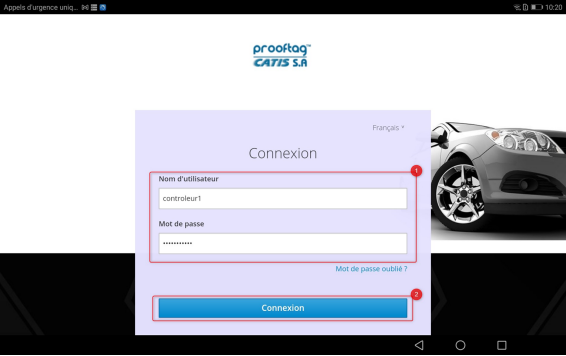 Appels d'urgence uniq... 10:20
prooftag™
CATIS S.A
Français
Connexion
1
Nom d'utilisateur
controleur1
Mot de passe
•••••••••••
Mot de passe oublié ?
2
Connexion